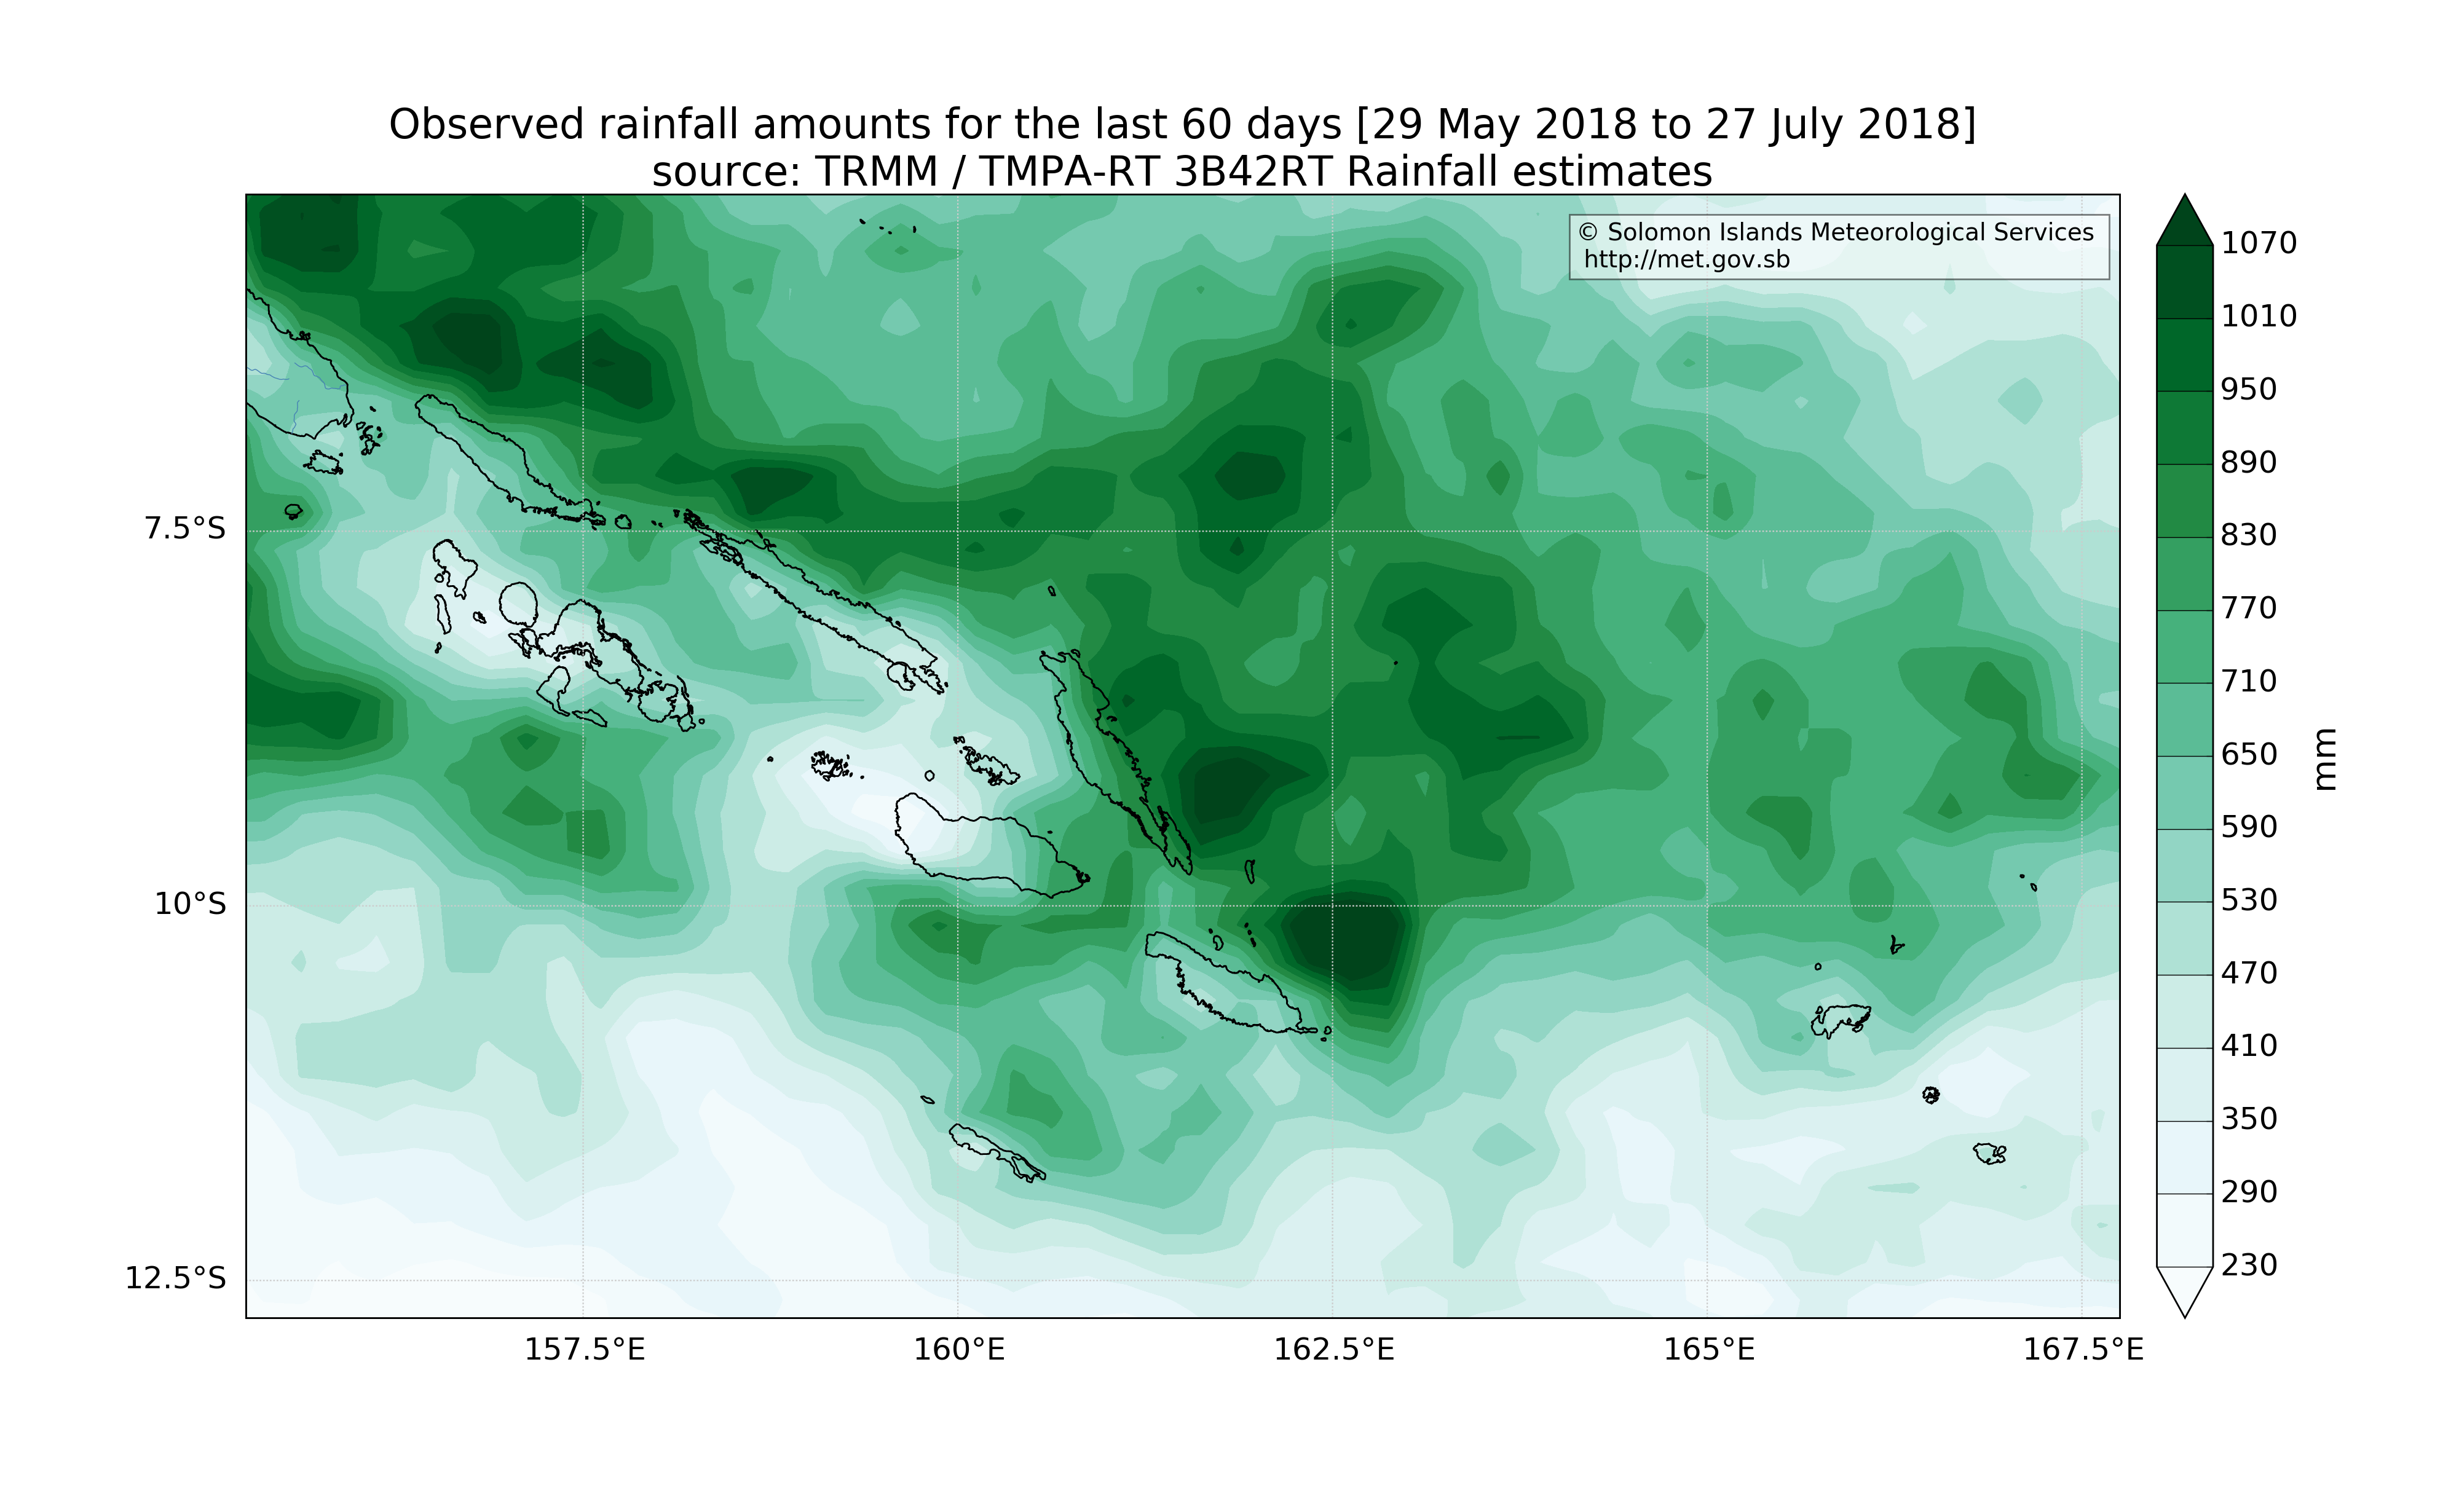 Observed rainfall amounts for the last 60 days [29 May 2018 to 27 July 2018]
source: TRMM / TMPA-RT 3B42RT Rainfall estimates
© Solomon Islands Meteorological Services
http://met.gov.sb
7.5°S
10°S
12.5°S
157.5°E
160°E
162.5°E
165°E
167.5°E
1070
1010
950
890
830
770
710
650
590
530
470
410
350
290
230
mm